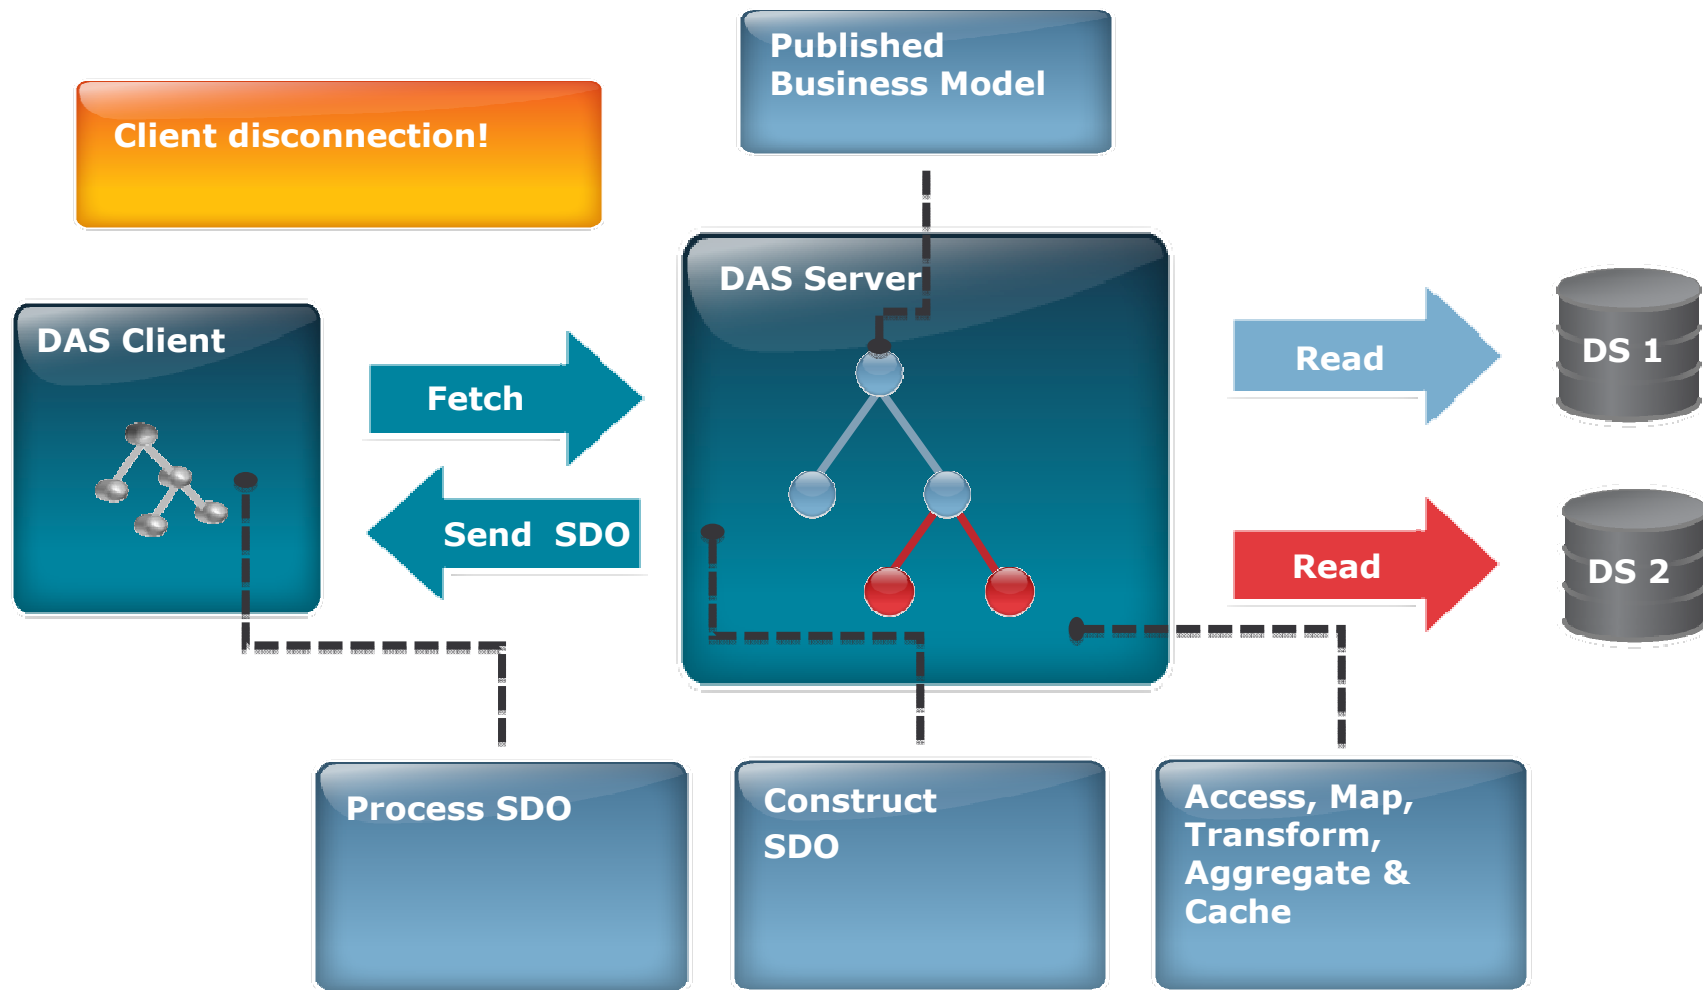 Published
Business Model
Client disconnection!
DAS Server
DAS Client
Fetch
Send SDO
Read
DS 1
Read
DS 2
Process SDO
Construct
SDO
Access, Map,
Transform,
Aggregate &
Cache